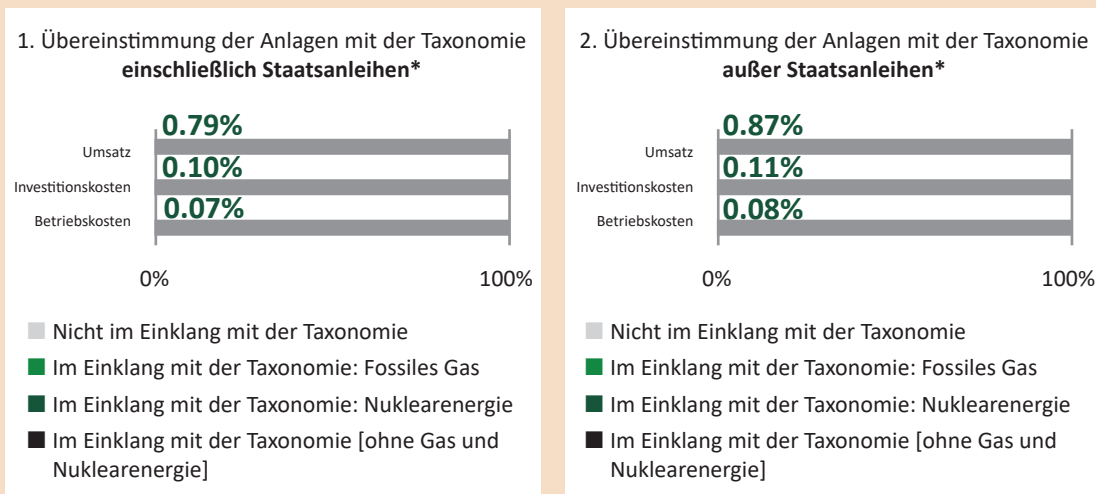 1. Übereinstimmung der Anlagen mit der Taxonomie
einschließlich Staatsanleihen*
0.79%
Umsatz
0.10%
Investitionskosten
0.07%
Betriebskosten
0%
100%
Nicht im Einklang mit der Taxonomie
Im Einklang mit der Taxonomie: Fossiles Gas
Im Einklang mit der Taxonomie: Nuklearenergie
Im Einklang mit der Taxonomie [ohne Gas und
Nuklearenergie]
2. Übereinstimmung der Anlagen mit der Taxonomie
außer Staatsanleihen*
0.87%
Umsatz
0.11%
Investitionskosten
0.08%
Betriebskosten
0%
100%
Nicht im Einklang mit der Taxonomie
Im Einklang mit der Taxonomie: Fossiles Gas
Im Einklang mit der Taxonomie: Nuklearenergie
Im Einklang mit der Taxonomie [ohne Gas und
Nuklearenergie]